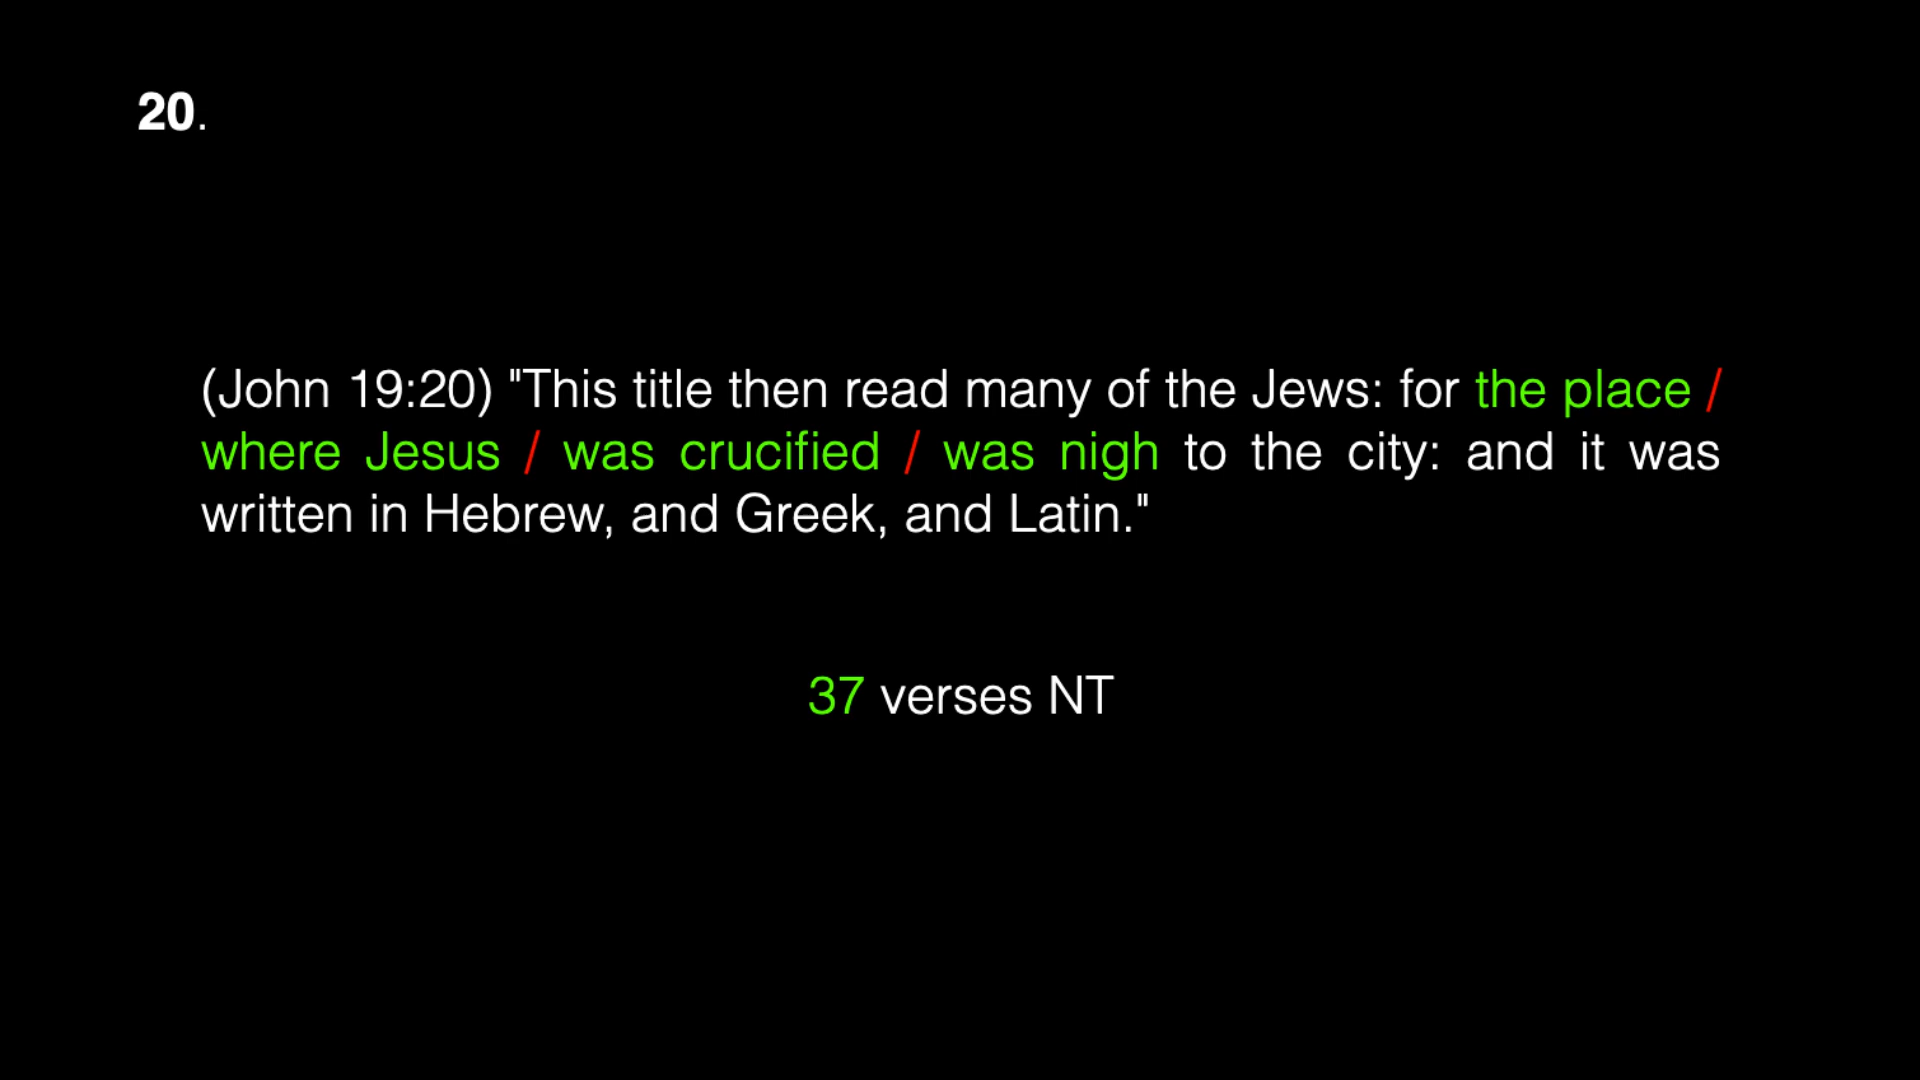 20.
(John 19:20) "This title then read many of the Jews: for the place /
where Jesus / was crucified / was nigh to the city: and it was
written in Hebrew, and Greek, and Latin."
37 verses NT